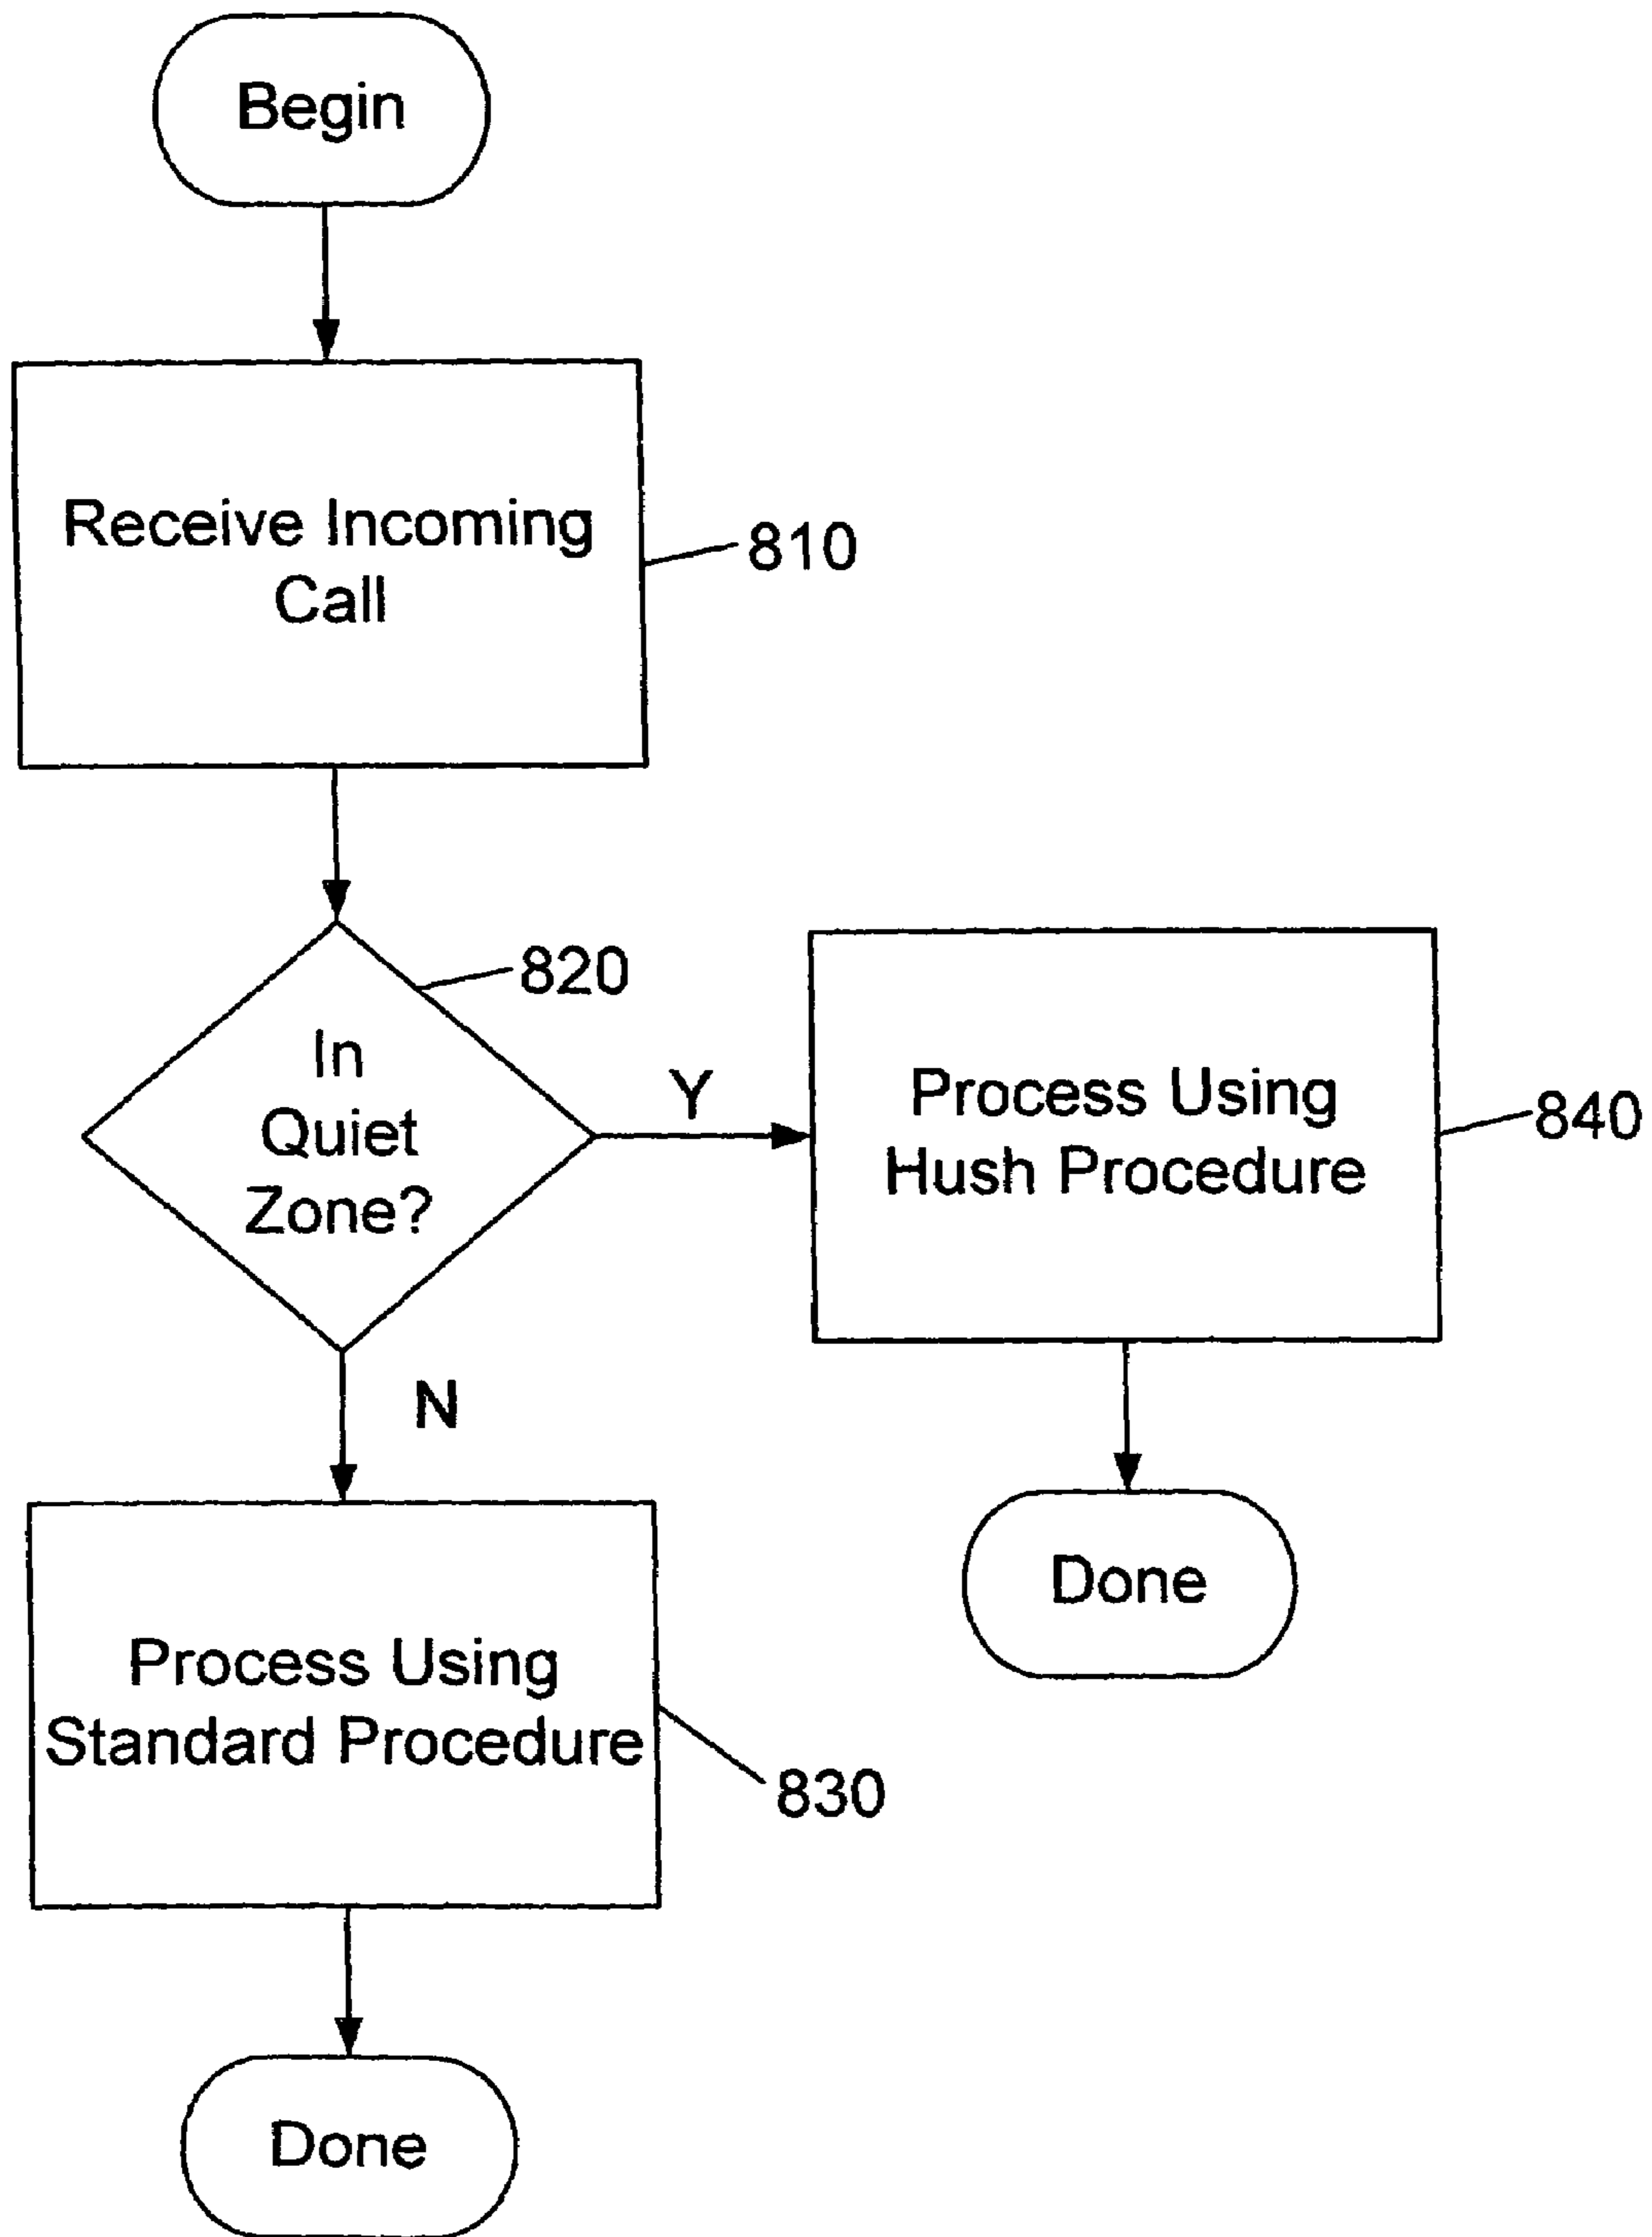 Begin
Receive Incoming
Call
810
820
In
Quiet
Zone?
Y
Process Using
Hush Procedure
840
N
Done
Process Using
Standard Procedure
830
Done